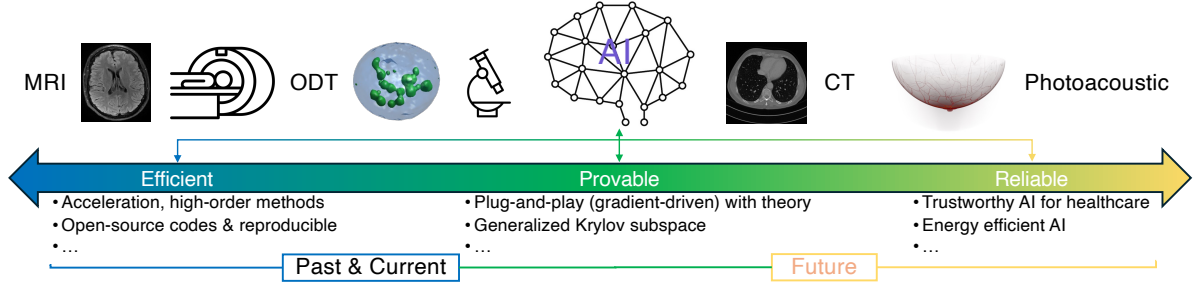 MRI
ODT
AI
CT
Photoacoustic
Efficient
Provable
Reliable
• Acceleration, high-order methods
• Open-source codes & reproducible
• ...
• Plug-and-play (gradient-driven) with theory
• Generalized Krylov subspace
• ...
• Trustworthy AI for healthcare
• Energy efficient AI
• ...
Past & Current
Future